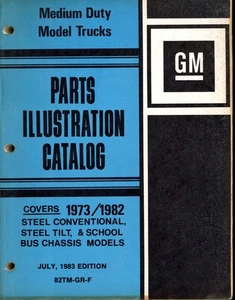 Medium Duty
Model Trucks
GM
PARTS
ILLUSTRATION
CATALOG
COVERS 1973/1982
STEEL CONVENTIONAL,
STEEL TILT, & SCHOOL
BUS CHASSIS MODELS
JULY, 1983 EDITION
82TM-GR-F